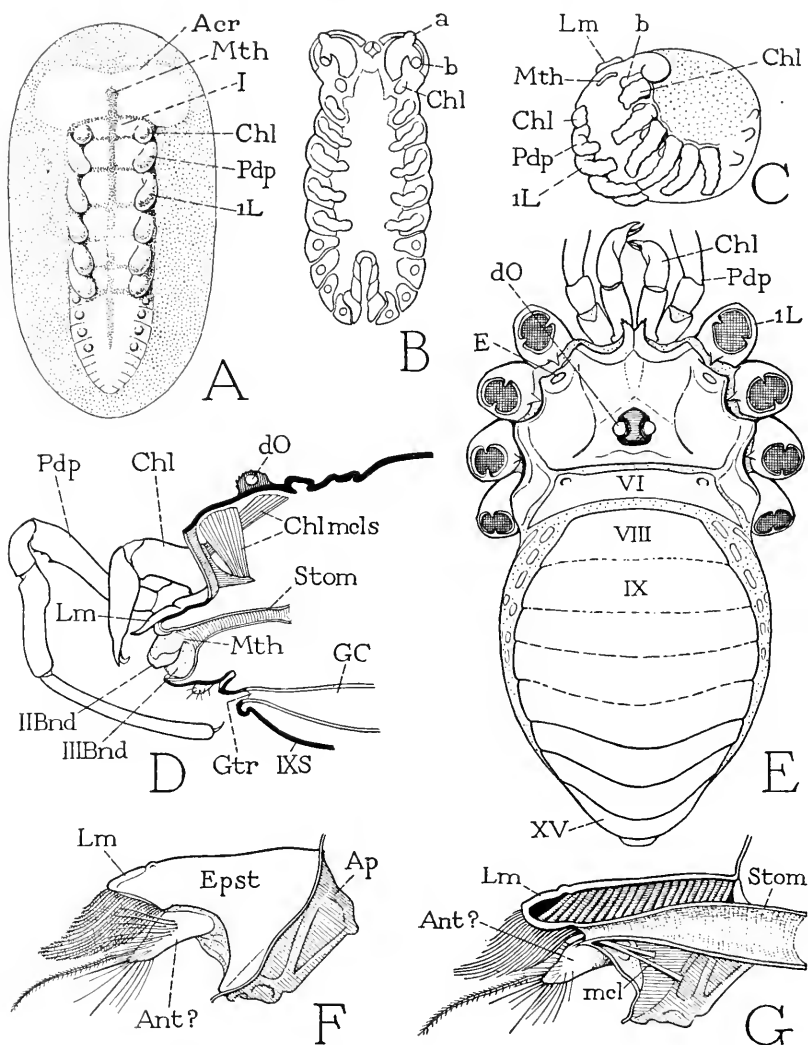 Acr
Mth
I
Chl
Pdp
1L
A
a
b
Chl
B
Lm
b
Mth
Chl
Chl
Pdp
1L
C
Pdp
Chl
dO
Chl mcls
Stom
Lm
Mth
GC
IIBnd
IIIBnd
Gtr
IXS
D
dO
Chl
Pdp
E
1L
VI
VIII
IX
XV
E
Lm
Epst
Ap
Ant?
F
Lm
Stom
Ant?
mcl
G